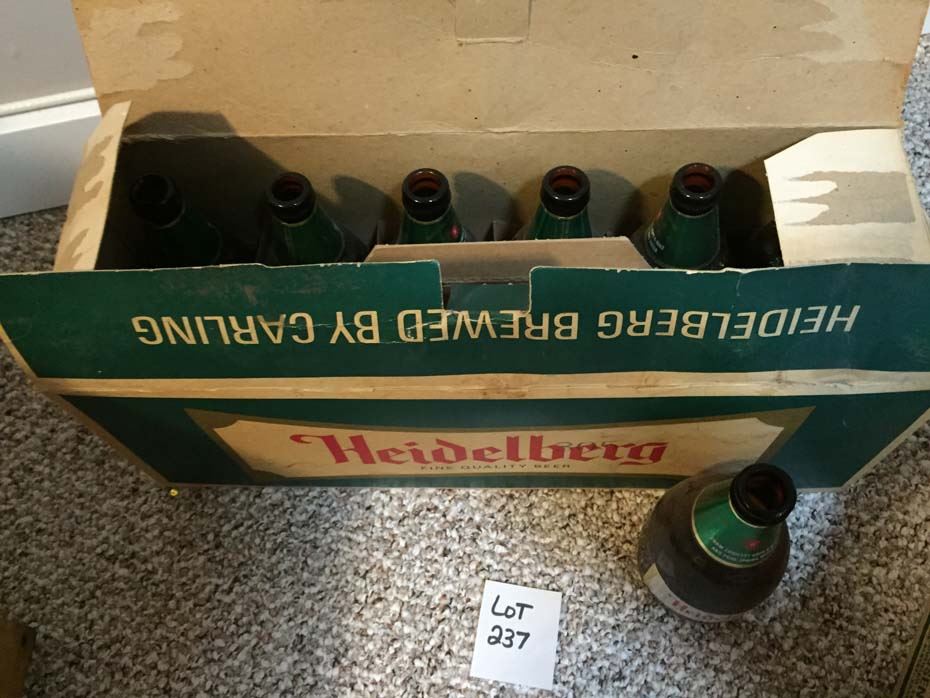 HEIDELBERG BREWED BY CARLING
Heidelberg
FINE QUALITY BEER
LOT
237